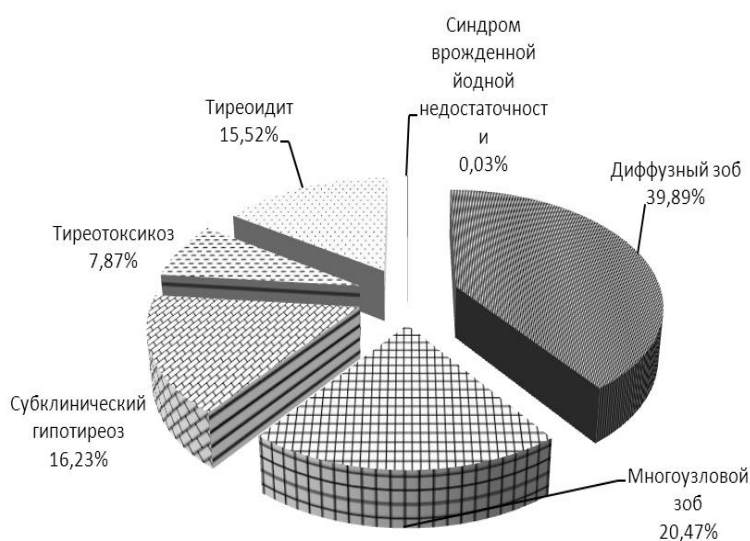 Синдром
врожденной
йодной
недостаточност
и
0,03%
Диффузный зоб
39,89%
Многоузловой
зоб
20,47%
Субклинический
гипотиреоз
16,23%
Тиреотоксикоз
7,87%
Тиреоидит
15,52%